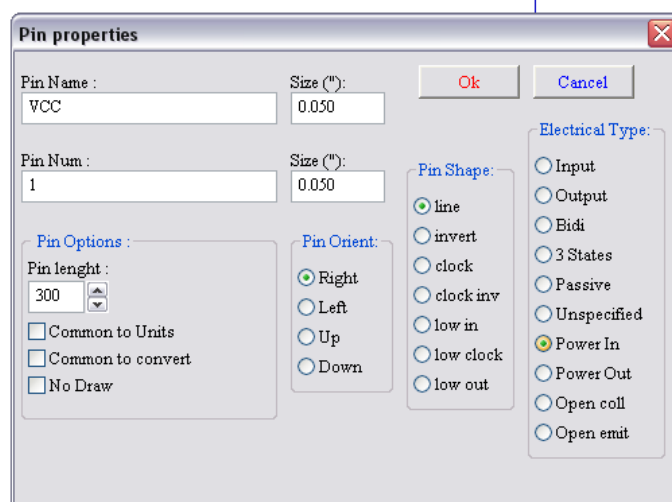 Pin properties
Pin Name :
VCC
Size ("):
0.050
Ok
Cancel
Pin Num :
1
Size ("):
0.050
Pin Options :
Pin lenght :
300
Common to Units
Common to convert
No Draw
Pin Orient:
Right
Left
Up
Down
Pin Shape:
line
invert
clock
clock inv
low in
low clock
low out
Electrical Type:
Input
Output
Bidi
3 States
Passive
Unspecified
Power In
Power Out
Open coll
Open emit